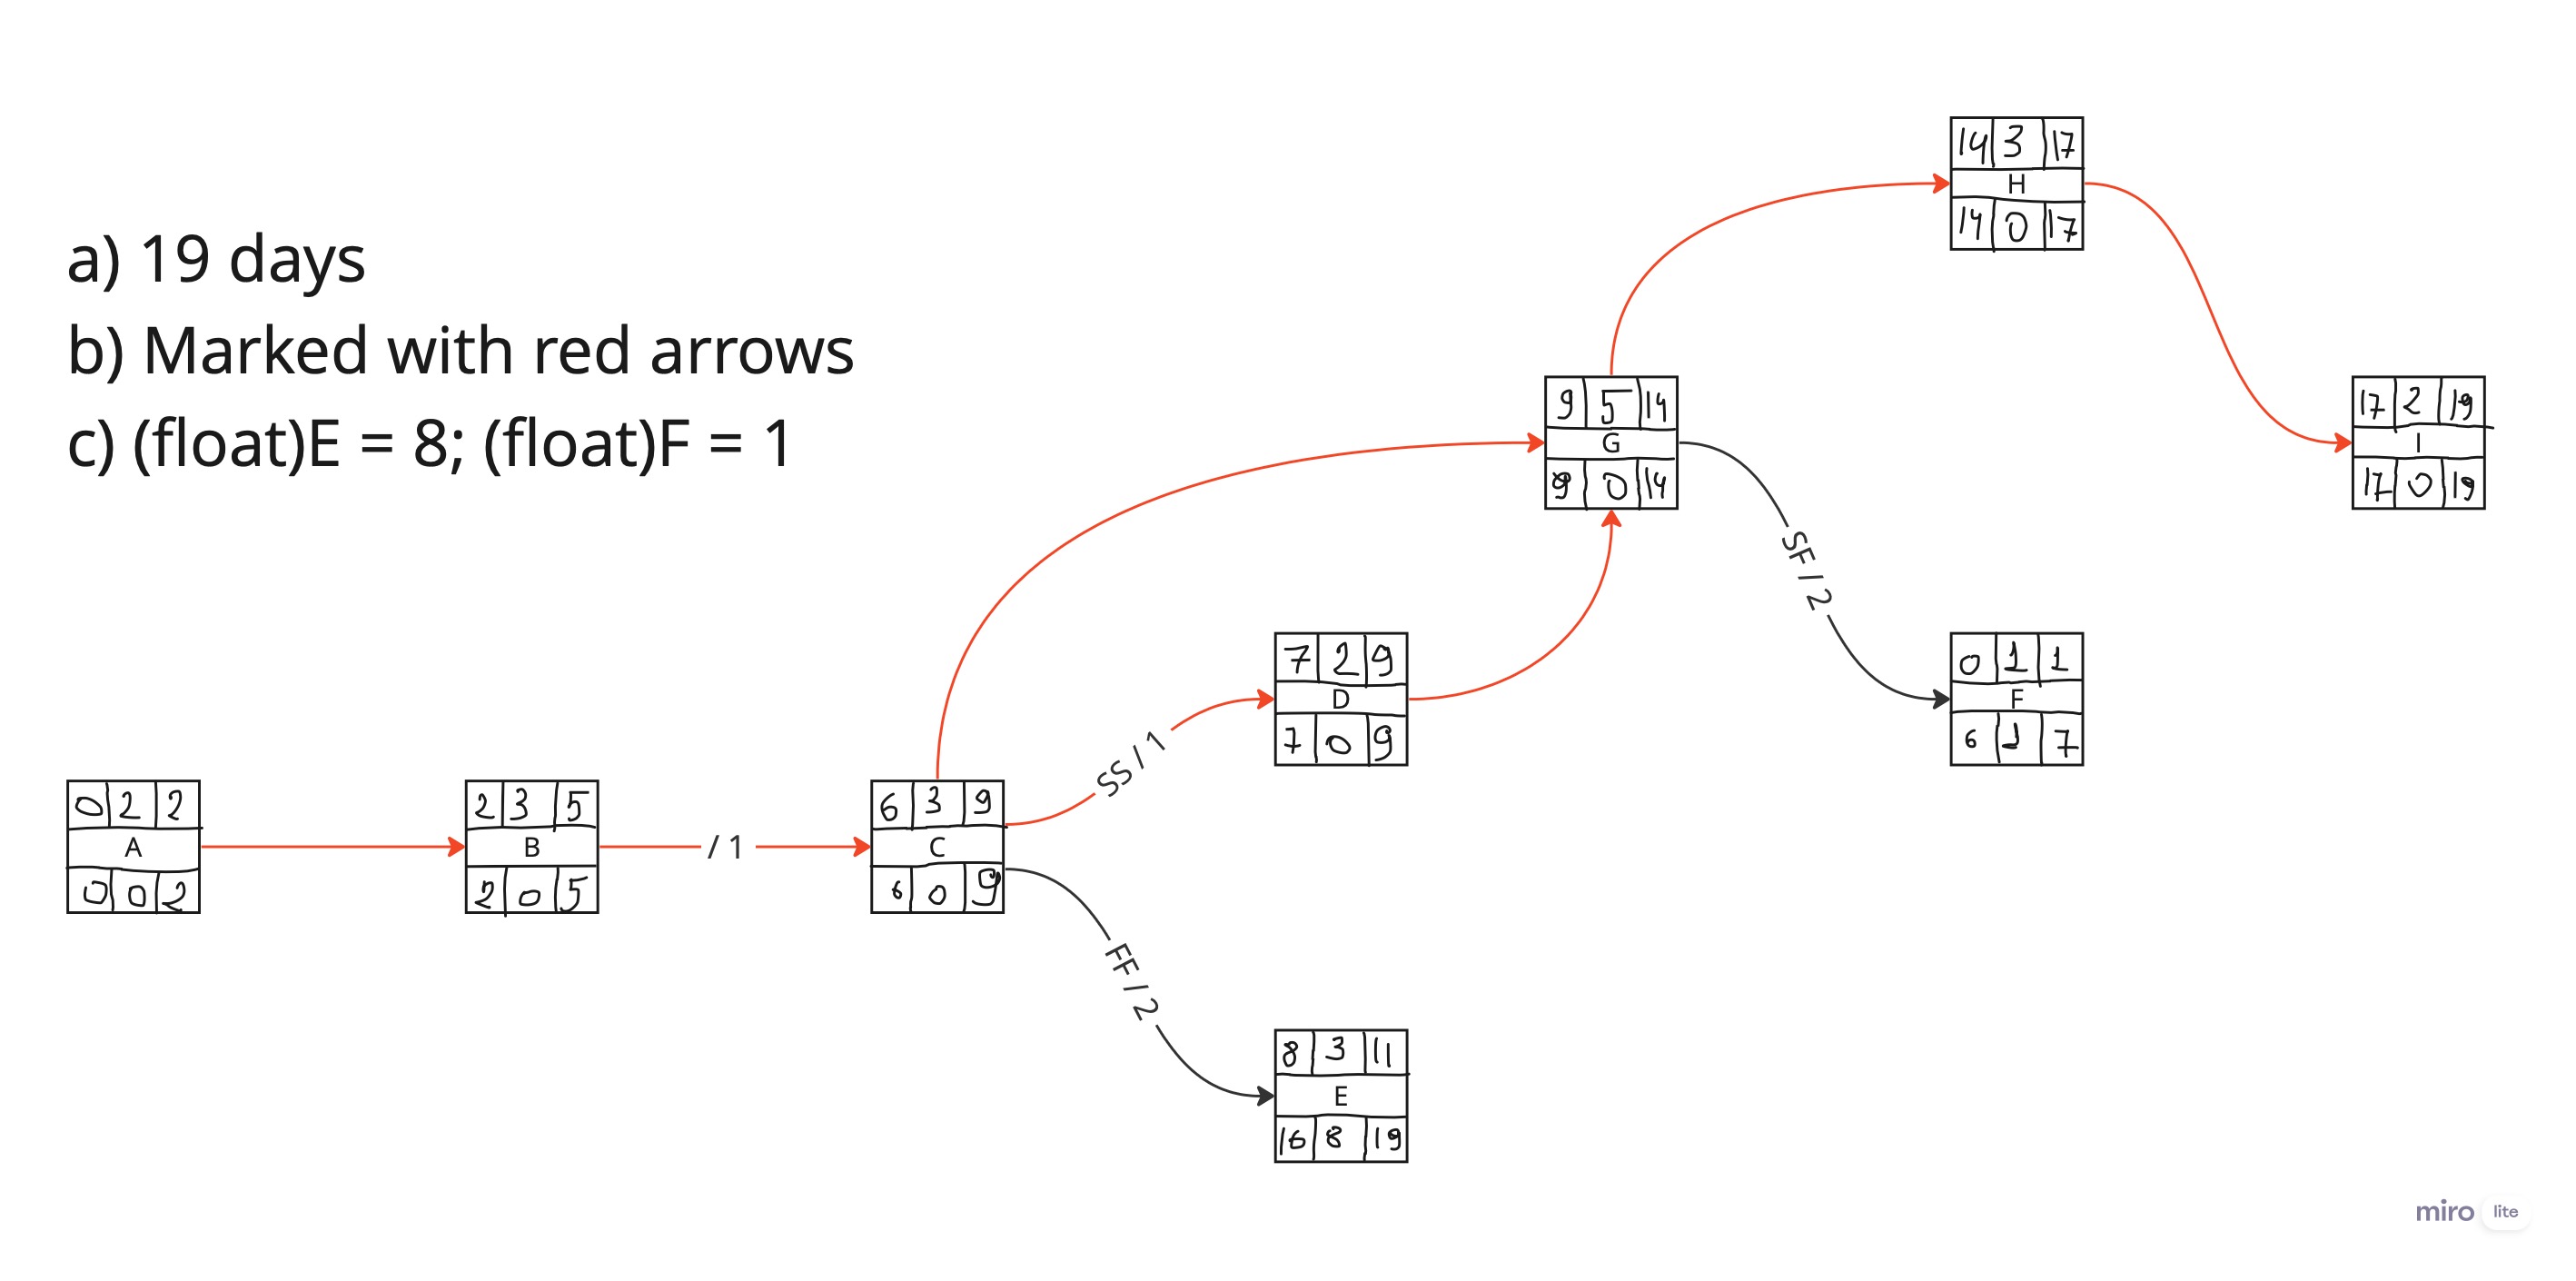 a) 19 days
b) Marked with red arrows
c) (float)E = 8; (float)F = 1
14 3 17
H
14 0 17
9 5 14
G
9 0 14
17 2 19
I
17 0 19
SF / 2
7 2 9
D
7 0 9
0 1 1
F
6 1 7
SS / 1
0 2 2
A
0 0 2
2 3 5
B
2 0 5
/ 1
6 3 9
C
6 0 9
FF / 2
8 3 11
E
16 8 19
miro lite